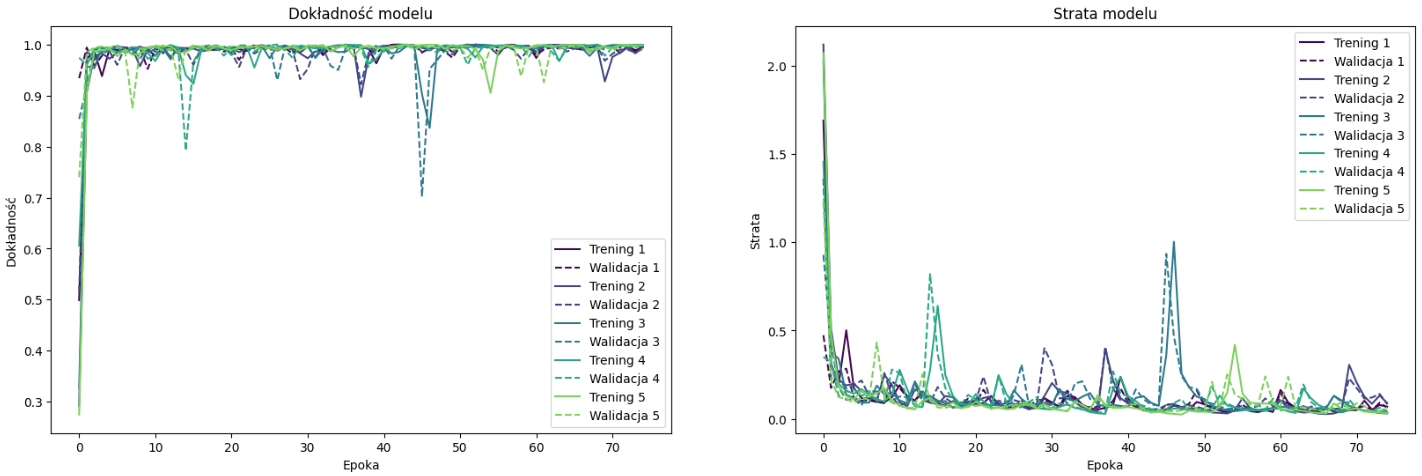 Dokładność modelu
Dokładność
1.0
0.9
0.8
0.7
0.6
0.5
0.4
0.3
0
10
20
30
40
50
60
70
Epoka
Trening 1
Walidacja 1
Trening 2
Walidacja 2
Trening 3
Walidacja 3
Trening 4
Walidacja 4
Trening 5
Walidacja 5
Strata modelu
Strata
2.0
1.5
1.0
0.5
0.0
0
10
20
30
40
50
60
70
Epoka
Trening 1
Walidacja 1
Trening 2
Walidacja 2
Trening 3
Walidacja 3
Trening 4
Walidacja 4
Trening 5
Walidacja 5